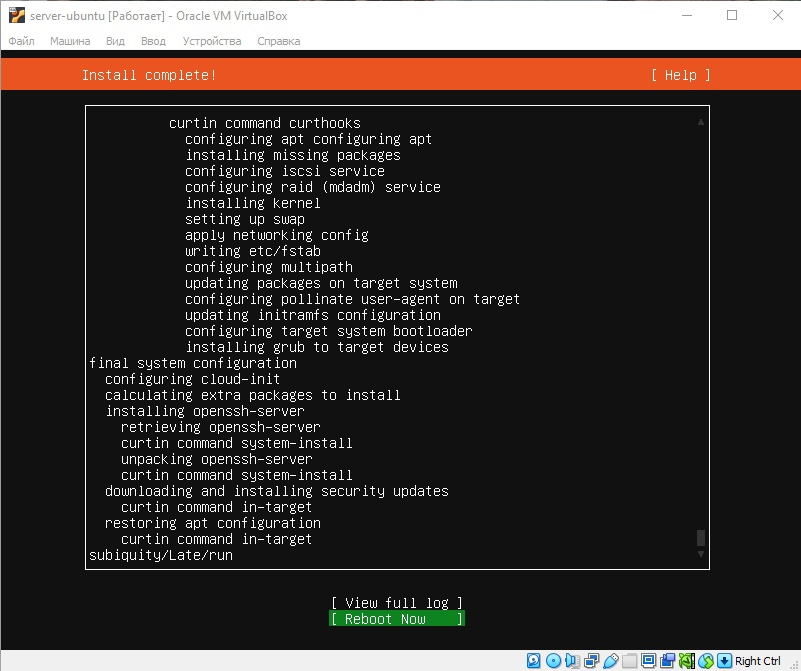 server-ubuntu [Работает] - Oracle VM VirtualBox
Файл Машина Вид Ввод Устройства Справка
Install complete! [ Help ]
curtin command curthooks
configuring apt configuring apt
installing missing packages
configuring iscsi service
configuring raid (mdadm) service
installing kernel
setting up swap
apply networking config
writing etc/fstab
configuring multipath
updating packages on target system
configuring pollinate user-agent on target
updating initramfs configuration
configuring target system bootloader
installing grub to target devices
final system configuration
configuring cloud-init
calculating extra packages to install
installing openssh-server
retrieving openssh-server
curtin command system-install
unpacking openssh-server
curtin command system-install
downloading and installing security updates
curtin command in-target
restoring apt configuration
curtin command in-target
subiquity/Late/run
[ View full log ]
[ Reboot Now ]
Right Ctrl